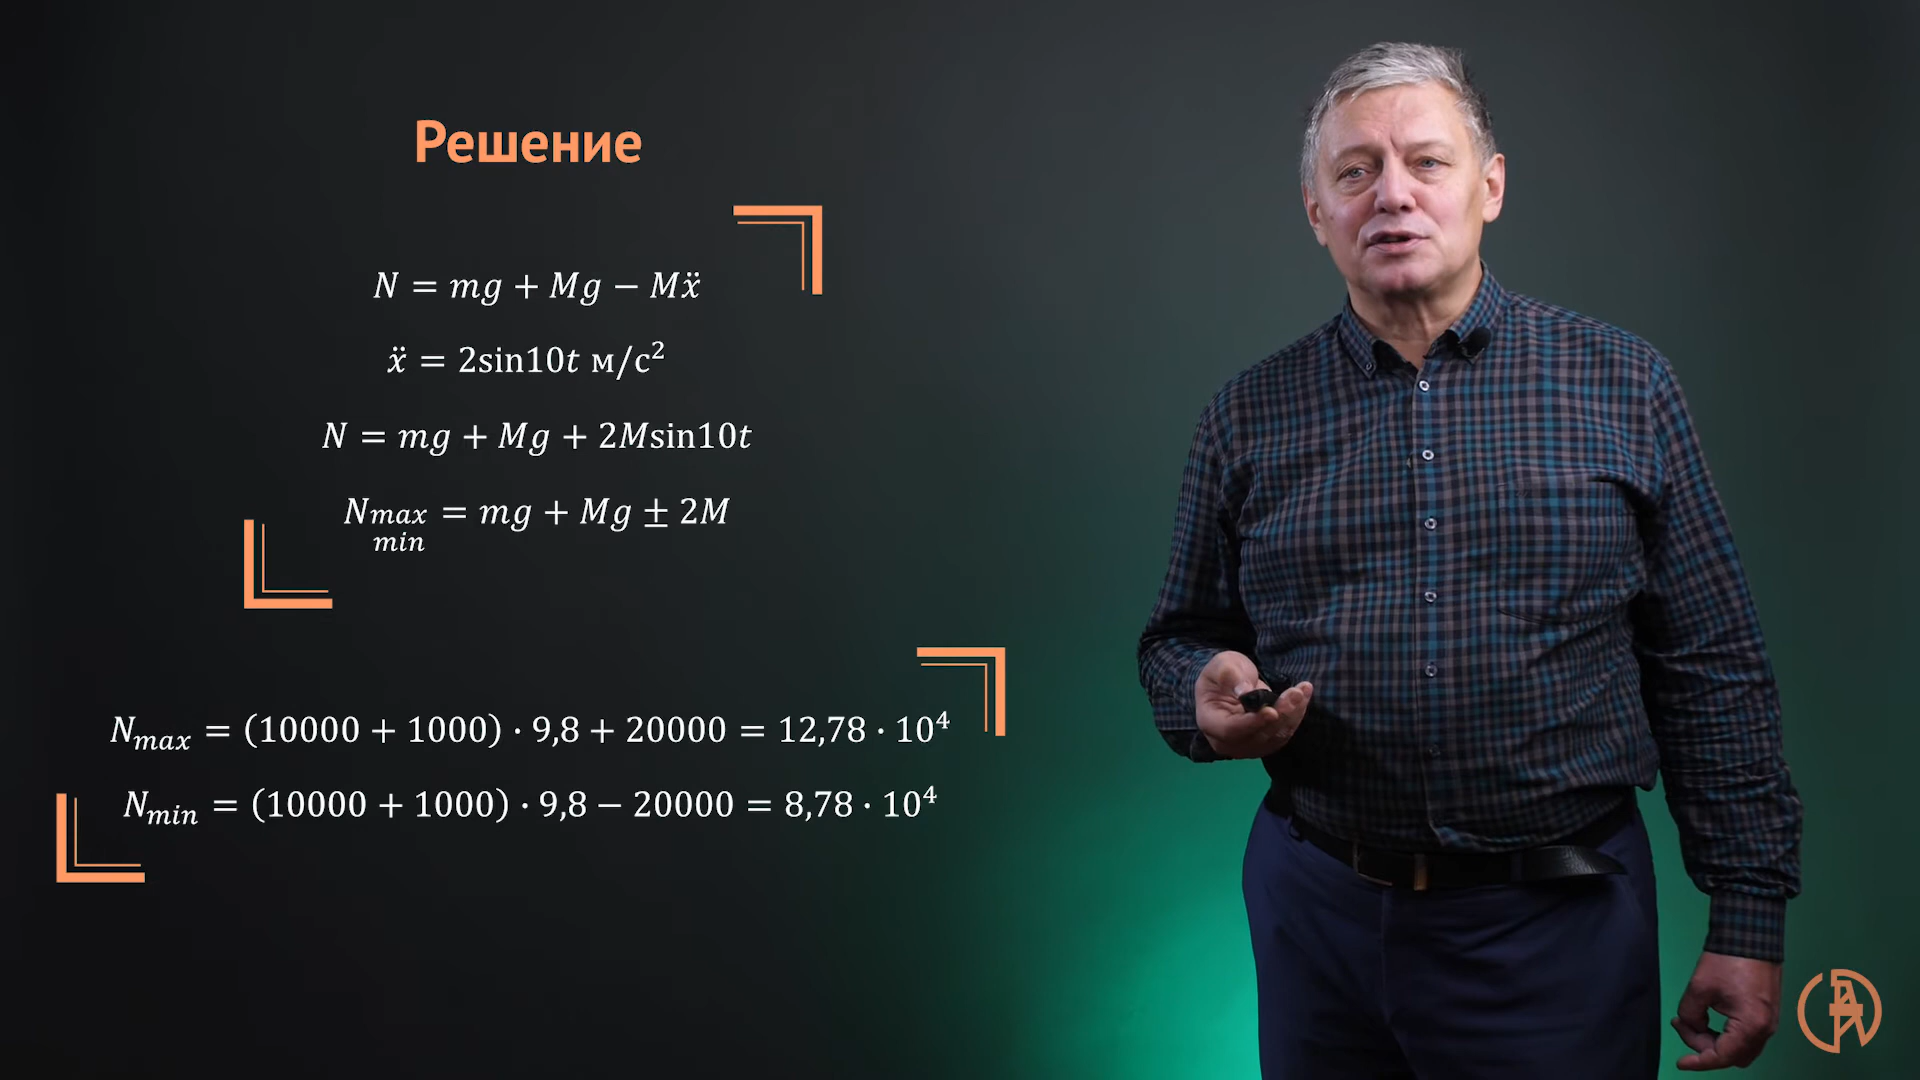 Решение
N = mg + Mg − Mẍ
ẍ = 2sin10t м/с²
N = mg + Mg + 2Msin10t
Nmax = mg + Mg ± 2M
min
Nmax = (10000 + 1000) · 9,8 + 20000 = 12,78 · 10⁴
Nmin = (10000 + 1000) · 9,8 − 20000 = 8,78 · 10⁴